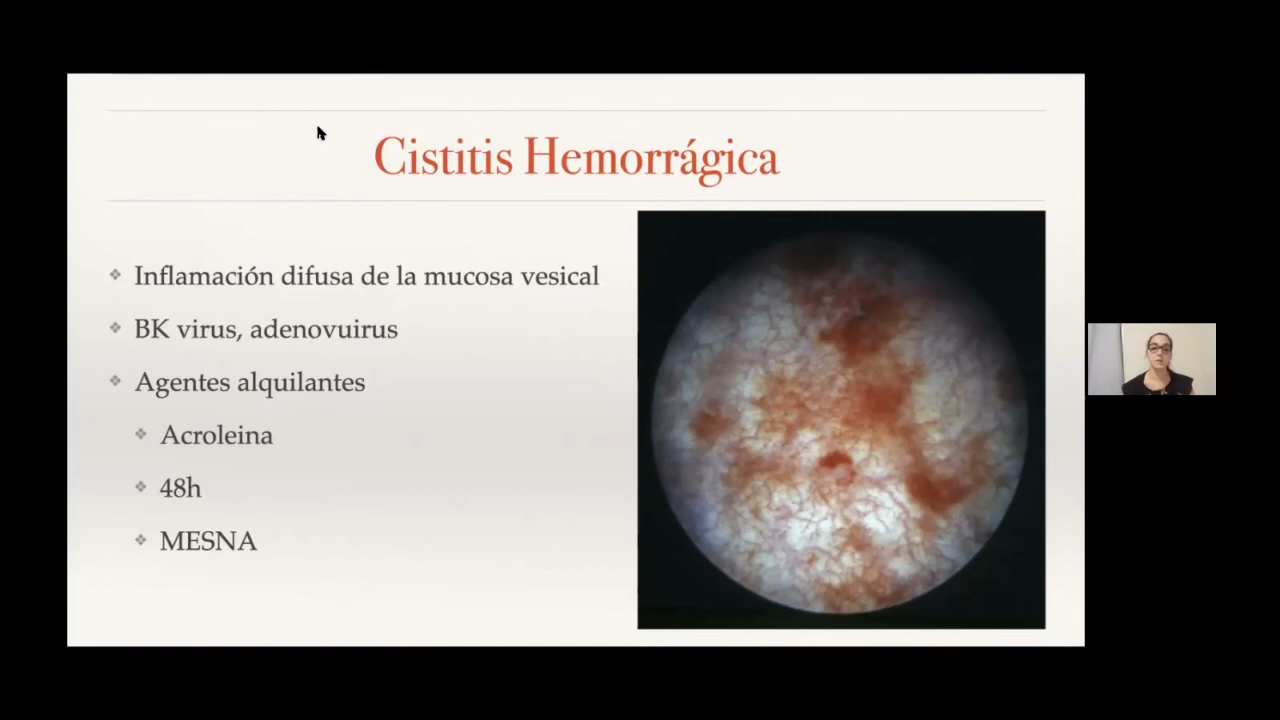 Cistitis Hemorrágica
Inflamación difusa de la mucosa vesical
BK virus, adenovuirus
Agentes alquilantes
Acroleina
48h
MESNA